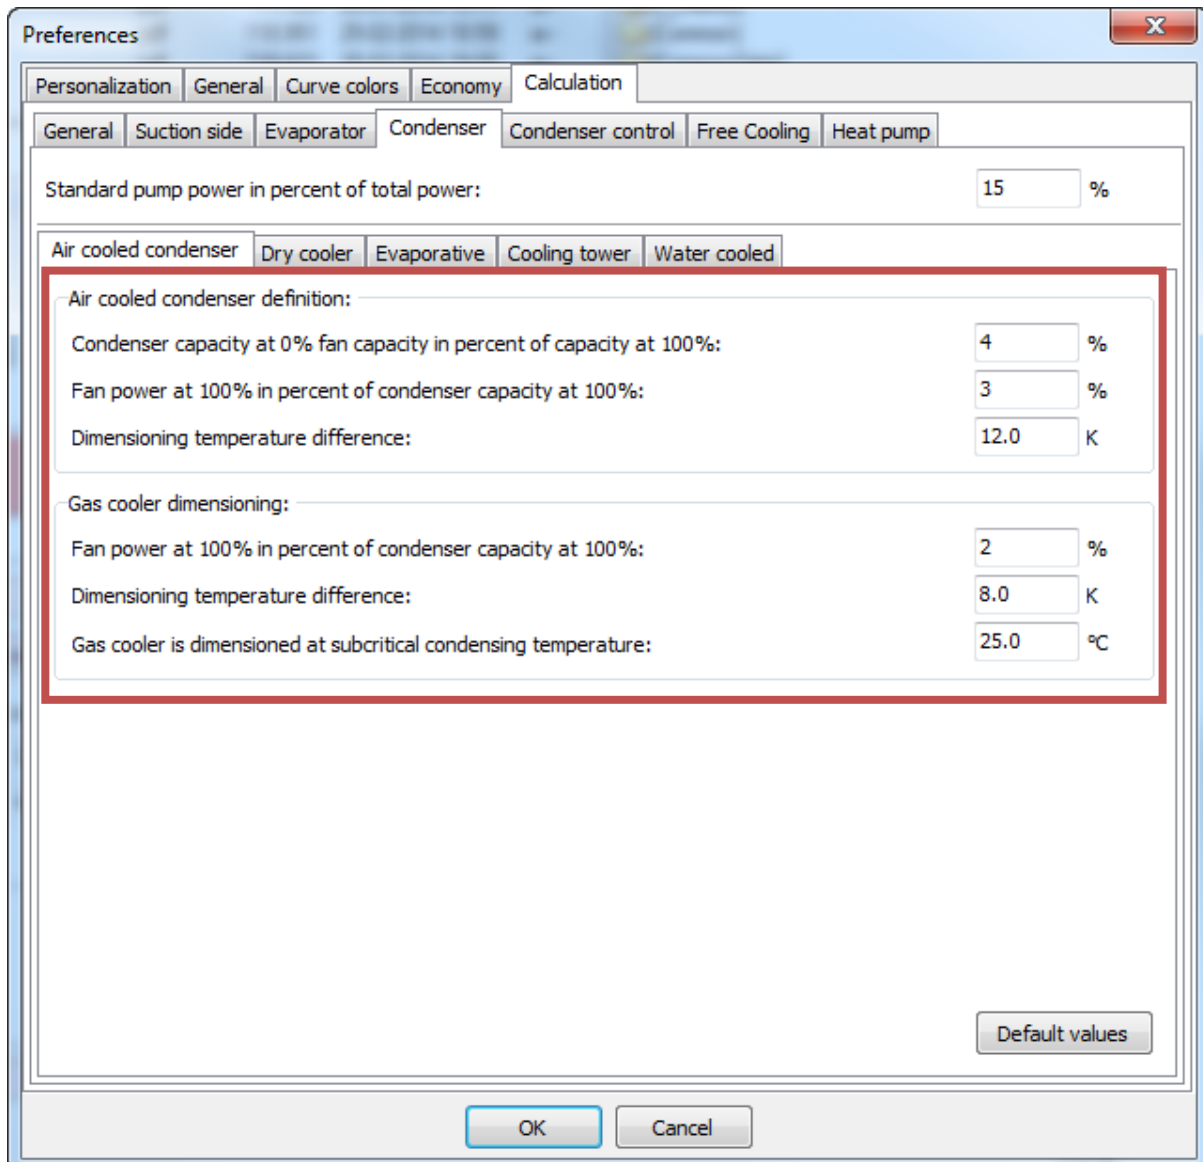 Preferences
X
Personalization General Curve colors Economy Calculation
General Suction side Evaporator Condenser Condenser control Free Cooling Heat pump
Standard pump power in percent of total power: 15 %
Air cooled condenser Dry cooler Evaporative Cooling tower Water cooled
Air cooled condenser definition:
Condenser capacity at 0% fan capacity in percent of capacity at 100%: 4 %
Fan power at 100% in percent of condenser capacity at 100%: 3 %
Dimensioning temperature difference: 12.0 K
Gas cooler dimensioning:
Fan power at 100% in percent of condenser capacity at 100%: 2 %
Dimensioning temperature difference: 8.0 K
Gas cooler is dimensioned at subcritical condensing temperature: 25.0 °C
Default values
OK Cancel